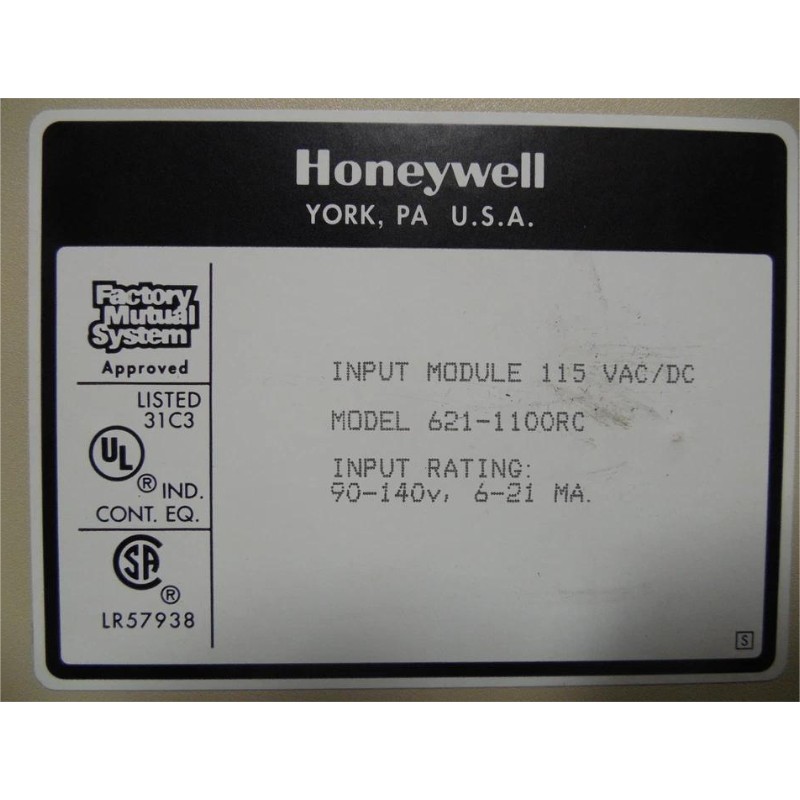 Honeywell
YORK, PA U.S.A.
Factory
Mutual
System
Approved
LISTED
31C3
UL
® IND.
CONT. EQ.
SA
®
LR57938
INPUT MODULE 115 VAC/DC
MODEL 621-1100RC
INPUT RATING:
90-140v, 6-21 MA.
S